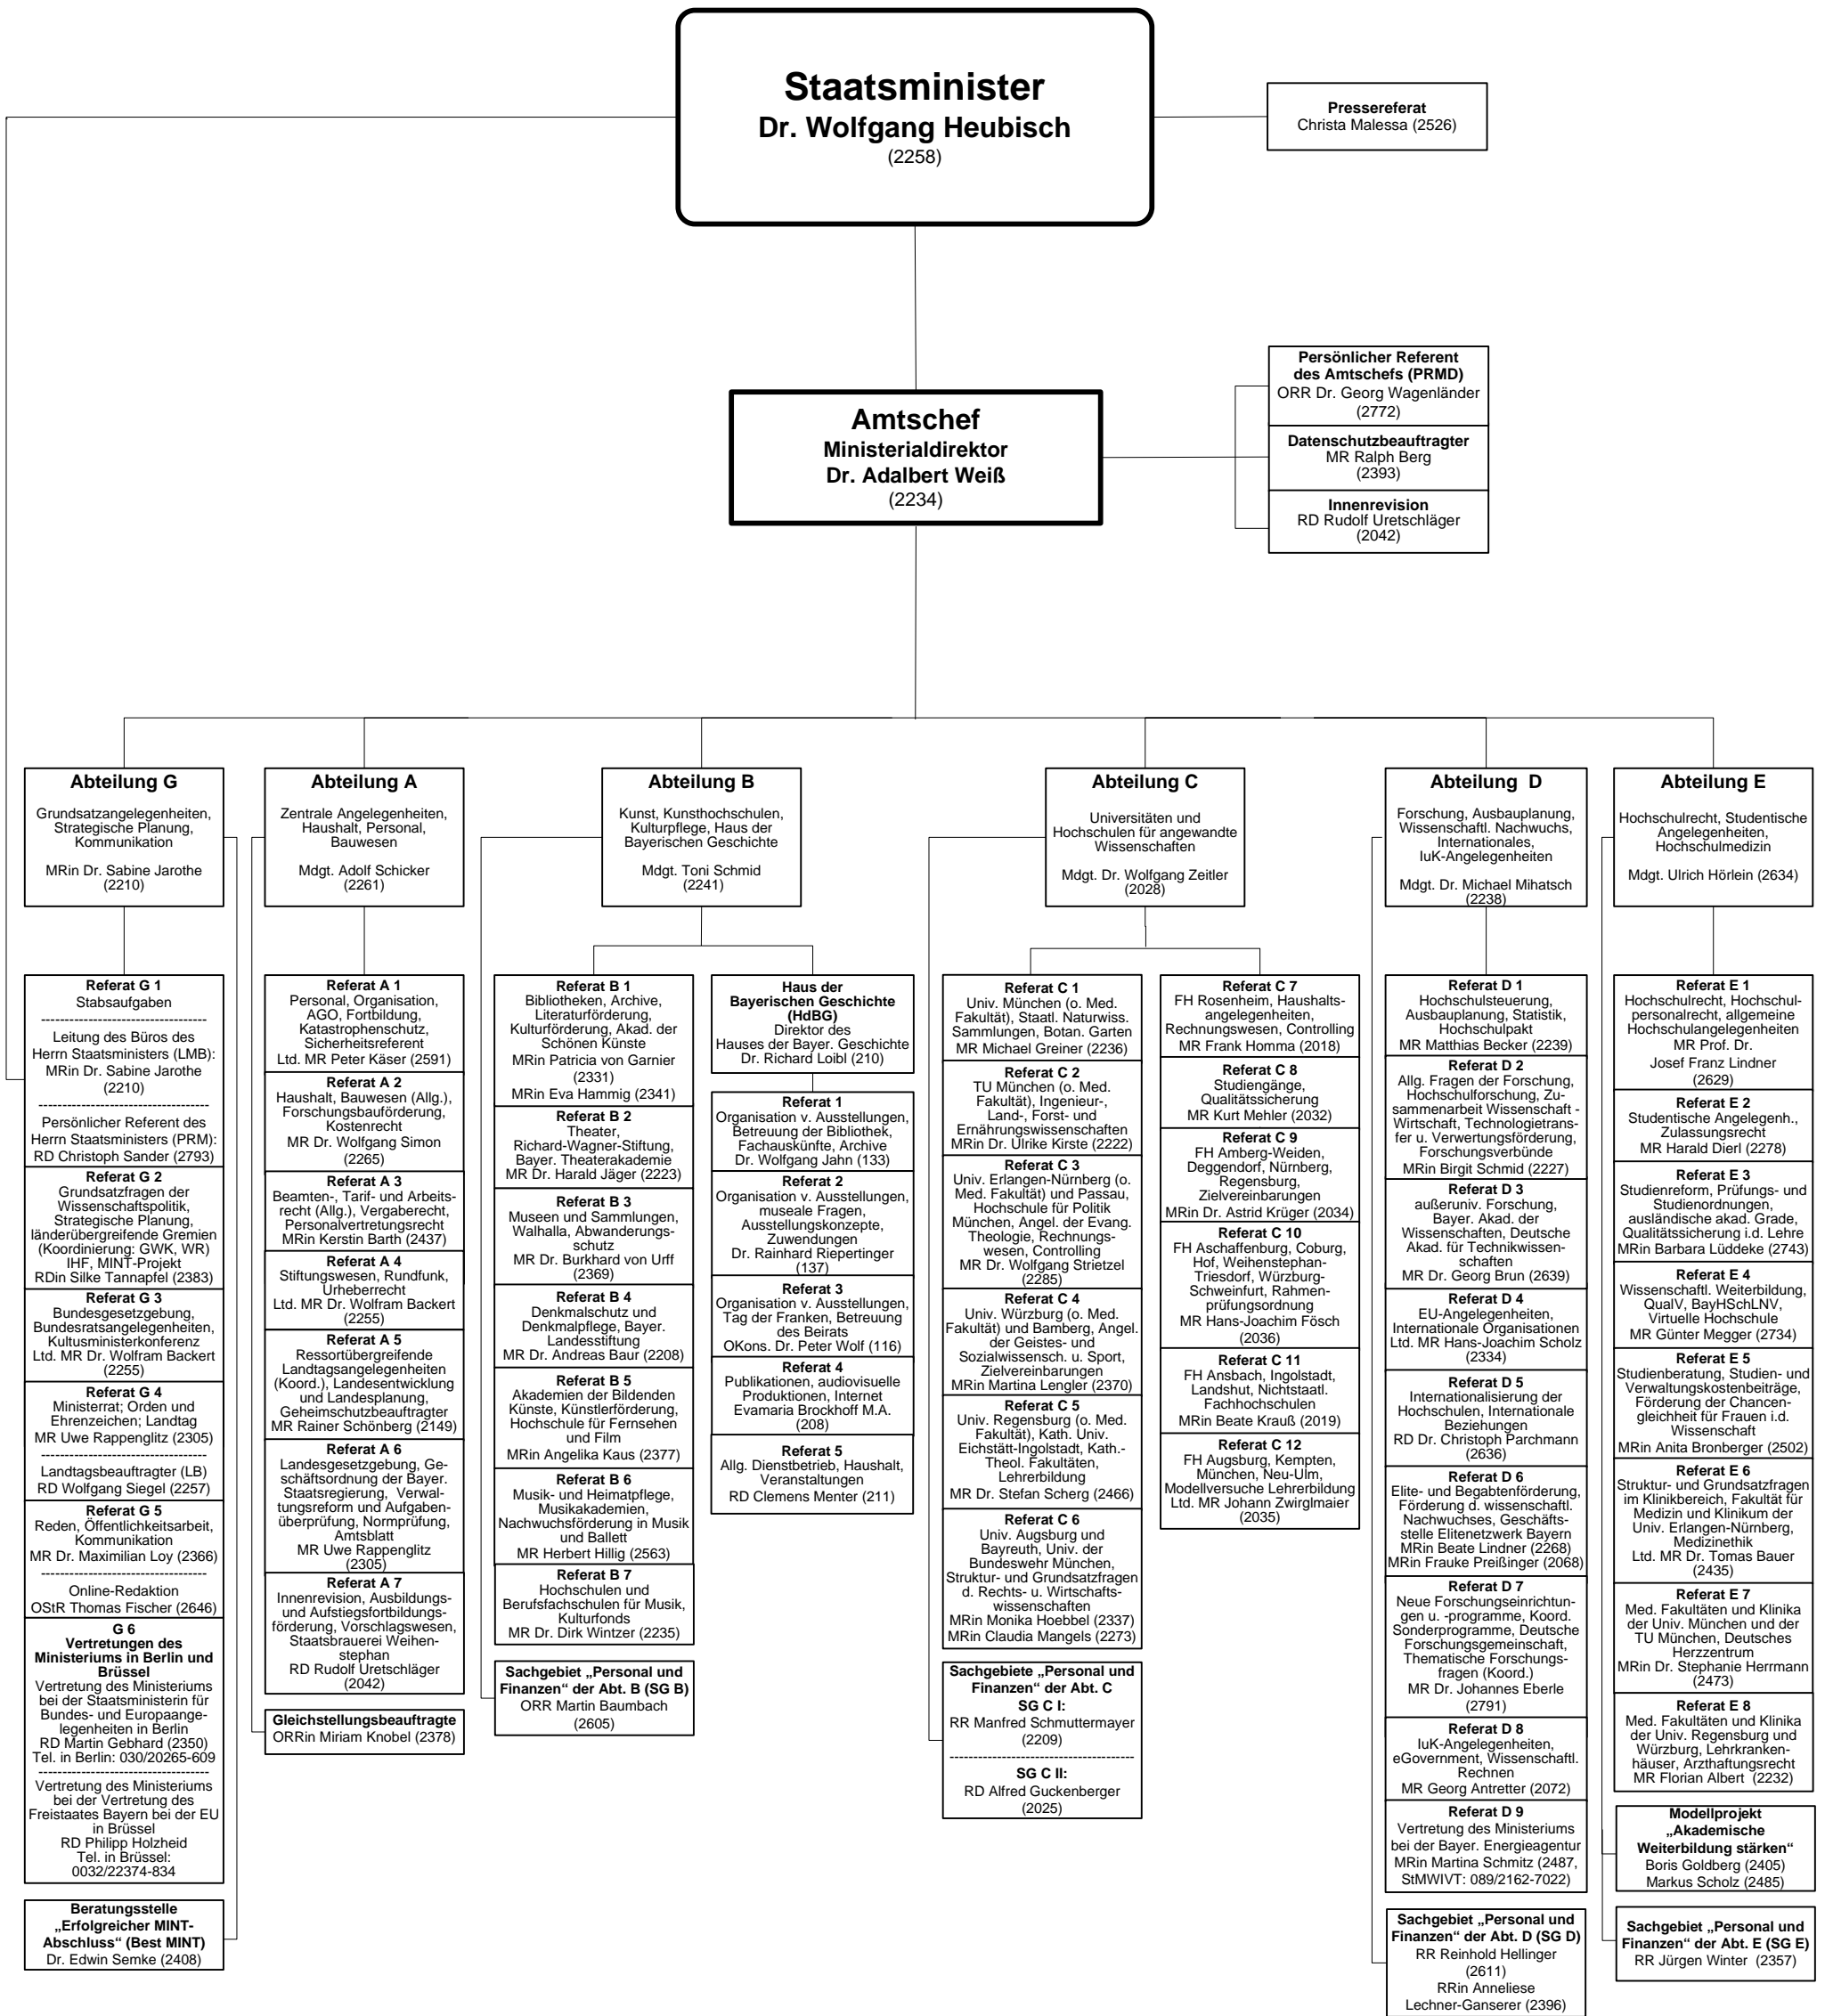 Staatsminister
Dr. Wolfgang Heubisch
(2258)
Pressereferat
Christa Malessa (2526)
Amtschef
Ministerialdirektor
Dr. Adalbert Weiß
(2234)
Persönlicher Referent
des Amtschefs (PRMD)
ORR Dr. Georg Wagenländer
(2772)
Datenschutzbeauftragter
MR Ralph Berg
(2393)
Innenrevision
RD Rudolf Uretschläger
(2042)
Abteilung G
Grundsatzangelegenheiten,
Strategische Planung,
Kommunikation
MRin Dr. Sabine Jarothe
(2210)
Referat G 1
Stabsaufgaben
-----------------------------------
Leitung des Büros des
Herrn Staatsministers (LMB):
MRin Dr. Sabine Jarothe
(2210)
------------------------------------
Persönlicher Referent des
Herrn Staatsministers (PRM):
RD Christoph Sander (2793)
Referat G 2
Grundsatzfragen der
Wissenschaftspolitik,
Strategische Planung,
länderübergreifende Gremien
(Koordinierung: GWK, WR)
IHF, MINT-Projekt
RDin Silke Tannapfel (2383)
Referat G 3
Bundesgesetzgebung,
Bundesratsangelegenheiten,
Kultusministerkonferenz
Ltd. MR Dr. Wolfram Backert
(2255)
Referat G 4
Ministerrat; Orden und
Ehrenzeichen; Landtag
MR Uwe Rappenglitz (2305)
-----------------------------------
Landtagsbeauftragter (LB)
RD Wolfgang Siegel (2257)
Referat G 5
Reden, Öffentlichkeitsarbeit,
Kommunikation
MR Dr. Maximilian Loy (2366)
-----------------------------------
Online-Redaktion
OStR Thomas Fischer (2646)
G 6
Vertretungen des
Ministeriums in Berlin und
Brüssel
Vertretung des Ministeriums
bei der Staatsministerin für
Bundes- und Europaange-
legenheiten in Berlin
RD Martin Gebhard (2350)
Tel. in Berlin: 030/20265-609
------------------------------------
Vertretung des Ministeriums
bei der Vertretung des
Freistaates Bayern bei der EU
in Brüssel
RD Philipp Holzheid
Tel. in Brüssel:
0032/22374-834
Beratungsstelle
„Erfolgreicher MINT-
Abschluss“ (Best MINT)
Dr. Edwin Semke (2408)
Abteilung A
Zentrale Angelegenheiten,
Haushalt, Personal,
Bauwesen
Mdgt. Adolf Schicker
(2261)
Referat A 1
Personal, Organisation,
AGO, Fortbildung,
Katastrophenschutz,
Sicherheitsreferent
Ltd. MR Peter Käser (2591)
Referat A 2
Haushalt, Bauwesen (Allg.),
Forschungsbauförderung,
Kostenrecht
MR Dr. Wolfgang Simon
(2265)
Referat A 3
Beamten-, Tarif- und Arbeits-
recht (Allg.), Vergaberecht,
Personalvertretungsrecht
MRin Kerstin Barth (2437)
Referat A 4
Stiftungswesen, Rundfunk,
Urheberrecht
Ltd. MR Dr. Wolfram Backert
(2255)
Referat A 5
Ressortübergreifende
Landtagsangelegenheiten
(Koord.), Landesentwicklung
und Landesplanung,
Geheimschutzbeauftragter
MR Rainer Schönberg (2149)
Referat A 6
Landesgesetzgebung, Ge-
schäftsordnung der Bayer.
Staatsregierung, Verwal-
tungsreform und Aufgaben-
überprüfung, Normprüfung,
Amtsblatt
MR Uwe Rappenglitz
(2305)
Referat A 7
Innenrevision, Ausbildungs-
und Aufstiegsfortbildungs-
förderung, Vorschlagswesen,
Staatsbrauerei Weihen-
stephan
RD Rudolf Uretschläger
(2042)
Gleichstellungsbeauftragte
ORRin Miriam Knobel (2378)
Abteilung B
Kunst, Kunsthochschulen,
Kulturpflege, Haus der
Bayerischen Geschichte
Mdgt. Toni Schmid
(2241)
Referat B 1
Bibliotheken, Archive,
Literaturförderung,
Kulturförderung, Akad. der
Schönen Künste
MRin Patricia von Garnier
(2331)
MRin Eva Hammig (2341)
Referat B 2
Theater,
Richard-Wagner-Stiftung,
Bayer. Theaterakademie
MR Dr. Harald Jäger (2223)
Referat B 3
Museen und Sammlungen,
Walhalla, Abwanderungs-
schutz
MR Dr. Burkhard von Urff
(2369)
Referat B 4
Denkmalschutz und
Denkmalpflege, Bayer.
Landesstiftung
MR Dr. Andreas Baur (2208)
Referat B 5
Akademien der Bildenden
Künste, Künstlerförderung,
Hochschule für Fernsehen
und Film
MRin Angelika Kaus (2377)
Referat B 6
Musik- und Heimatpflege,
Musikakademien,
Nachwuchsförderung in Musik
und Ballett
MR Herbert Hillig (2563)
Referat B 7
Hochschulen und
Berufsfachschulen für Musik,
Kulturfonds
MR Dr. Dirk Wintzer (2235)
Sachgebiet „Personal und
Finanzen“ der Abt. B (SG B)
ORR Martin Baumbach
(2605)
Haus der
Bayerischen Geschichte
(HdBG)
Direktor des
Hauses der Bayer. Geschichte
Dr. Richard Loibl (210)
Referat 1
Organisation v. Ausstellungen,
Betreuung der Bibliothek,
Fachauskünfte, Archive
Dr. Wolfgang Jahn (133)
Referat 2
Organisation v. Ausstellungen,
museale Fragen,
Ausstellungskonzepte,
Zuwendungen
Dr. Rainhard Riepertinger
(137)
Referat 3
Organisation v. Ausstellungen,
Tag der Franken, Betreuung
des Beirats
OKons. Dr. Peter Wolf (116)
Referat 4
Publikationen, audiovisuelle
Produktionen, Internet
Evamaria Brockhoff M.A.
(208)
Referat 5
Allg. Dienstbetrieb, Haushalt,
Veranstaltungen
RD Clemens Menter (211)
Abteilung C
Universitäten und
Hochschulen für angewandte
Wissenschaften
Mdgt. Dr. Wolfgang Zeitler
(2028)
Referat C 1
Univ. München (o. Med.
Fakultät), Staatl. Naturwiss.
Sammlungen, Botan. Garten
MR Michael Greiner (2236)
Referat C 2
TU München (o. Med.
Fakultät), Ingenieur-,
Land-, Forst- und
Ernährungswissenschaften
MRin Dr. Ulrike Kirste (2222)
Referat C 3
Univ. Erlangen-Nürnberg (o.
Med. Fakultät) und Passau,
Hochschule für Politik
München, Angel. der Evang.
Theologie, Rechnungs-
wesen, Controlling
MR Dr. Wolfgang Strietzel
(2285)
Referat C 4
Univ. Würzburg (o. Med.
Fakultät) und Bamberg, Angel.
der Geistes- und
Sozialwissensch. u. Sport,
Zielvereinbarungen
MRin Martina Lengler (2370)
Referat C 5
Univ. Regensburg (o. Med.
Fakultät), Kath. Univ.
Eichstätt-Ingolstadt, Kath.-
Theol. Fakultäten,
Lehrerbildung
MR Dr. Stefan Scherg (2466)
Referat C 6
Univ. Augsburg und
Bayreuth, Univ. der
Bundeswehr München,
Struktur- und Grundsatzfragen
d. Rechts- u. Wirtschafts-
wissenschaften
MRin Monika Hoebbel (2337)
MRin Claudia Mangels (2273)
Sachgebiete „Personal und
Finanzen“ der Abt. C
SG C I:
RR Manfred Schmuttermayer
(2209)
---------------------------------------
SG C II:
RD Alfred Guckenberger
(2025)
Referat C 7
FH Rosenheim, Haushalts-
angelegenheiten,
Rechnungswesen, Controlling
MR Frank Homma (2018)
Referat C 8
Studiengänge,
Qualitätssicherung
MR Kurt Mehler (2032)
Referat C 9
FH Amberg-Weiden,
Deggendorf, Nürnberg,
Regensburg,
Zielvereinbarungen
MRin Dr. Astrid Krüger (2034)
Referat C 10
FH Aschaffenburg, Coburg,
Hof, Weihenstephan-
Triesdorf, Würzburg-
Schweinfurt, Rahmen-
prüfungsordnung
MR Hans-Joachim Fösch
(2036)
Referat C 11
FH Ansbach, Ingolstadt,
Landshut, Nichtstaatl.
Fachhochschulen
MRin Beate Krauß (2019)
Referat C 12
FH Augsburg, Kempten,
München, Neu-Ulm,
Modellversuche Lehrerbildung
Ltd. MR Johann Zwirglmaier
(2035)
Abteilung D
Forschung, Ausbauplanung,
Wissenschaftl. Nachwuchs,
Internationales,
IuK-Angelegenheiten
Mdgt. Dr. Michael Mihatsch
(2238)
Referat D 1
Hochschulsteuerung,
Ausbauplanung, Statistik,
Hochschulpakt
MR Matthias Becker (2239)
Referat D 2
Allg. Fragen der Forschung,
Hochschulforschung, Zu-
sammenarbeit Wissenschaft -
Wirtschaft, Technologietrans-
fer u. Verwertungsförderung,
Forschungsverbünde
MRin Birgit Schmid (2227)
Referat D 3
außeruniv. Forschung,
Bayer. Akad. der
Wissenschaften, Deutsche
Akad. für Technikwissen-
schaften
MR Dr. Georg Brun (2639)
Referat D 4
EU-Angelegenheiten,
Internationale Organisationen
Ltd. MR Hans-Joachim Scholz
(2334)
Referat D 5
Internationalisierung der
Hochschulen, Internationale
Beziehungen
RD Dr. Christoph Parchmann
(2636)
Referat D 6
Elite- und Begabtenförderung,
Förderung d. wissenschaftl.
Nachwuchses, Geschäfts-
stelle Elitenetzwerk Bayern
MRin Beate Lindner (2268)
MRin Frauke Preißinger (2068)
Referat D 7
Neue Forschungseinrichtun-
gen u. -programme, Koord.
Sonderprogramme, Deutsche
Forschungsgemeinschaft,
Thematische Forschungs-
fragen (Koord.)
MR Dr. Johannes Eberle
(2791)
Referat D 8
IuK-Angelegenheiten,
eGovernment, Wissenschaftl.
Rechnen
MR Georg Antretter (2072)
Referat D 9
Vertretung des Ministeriums
bei der Bayer. Energieagentur
MRin Martina Schmitz (2487,
StMWIVT: 089/2162-7022)
Sachgebiet „Personal und
Finanzen“ der Abt. D (SG D)
RR Reinhold Hellinger
(2611)
RRin Anneliese
Lechner-Ganserer (2396)
Abteilung E
Hochschulrecht, Studentische
Angelegenheiten,
Hochschulmedizin
Mdgt. Ulrich Hörlein (2634)
Referat E 1
Hochschulrecht, Hochschul-
personalrecht, allgemeine
Hochschulangelegenheiten
MR Prof. Dr.
Josef Franz Lindner
(2629)
Referat E 2
Studentische Angelegenh.,
Zulassungsrecht
MR Harald Dierl (2278)
Referat E 3
Studienreform, Prüfungs- und
Studienordnungen,
ausländische akad. Grade,
Qualitätssicherung i.d. Lehre
MRin Barbara Lüddeke (2743)
Referat E 4
Wissenschaftl. Weiterbildung,
QualV, BayHSchLNV,
Virtuelle Hochschule
MR Günter Megger (2734)
Referat E 5
Studienberatung, Studien- und
Verwaltungskostenbeiträge,
Förderung der Chancen-
gleichheit für Frauen i.d.
Wissenschaft
MRin Anita Bronberger (2502)
Referat E 6
Struktur- und Grundsatzfragen
im Klinikbereich, Fakultät für
Medizin und Klinikum der
Univ. Erlangen-Nürnberg,
Medizinethik
Ltd. MR Dr. Tomas Bauer
(2435)
Referat E 7
Med. Fakultäten und Klinika
der Univ. München und der
TU München, Deutsches
Herzzentrum
MRin Dr. Stephanie Herrmann
(2473)
Referat E 8
Med. Fakultäten und Klinika
der Univ. Regensburg und
Würzburg, Lehrkranken-
häuser, Arzthaftungsrecht
MR Florian Albert (2232)
Modellprojekt
„Akademische
Weiterbildung stärken“
Boris Goldberg (2405)
Markus Scholz (2485)
Sachgebiet „Personal und
Finanzen“ der Abt. E (SG E)
RR Jürgen Winter (2357)